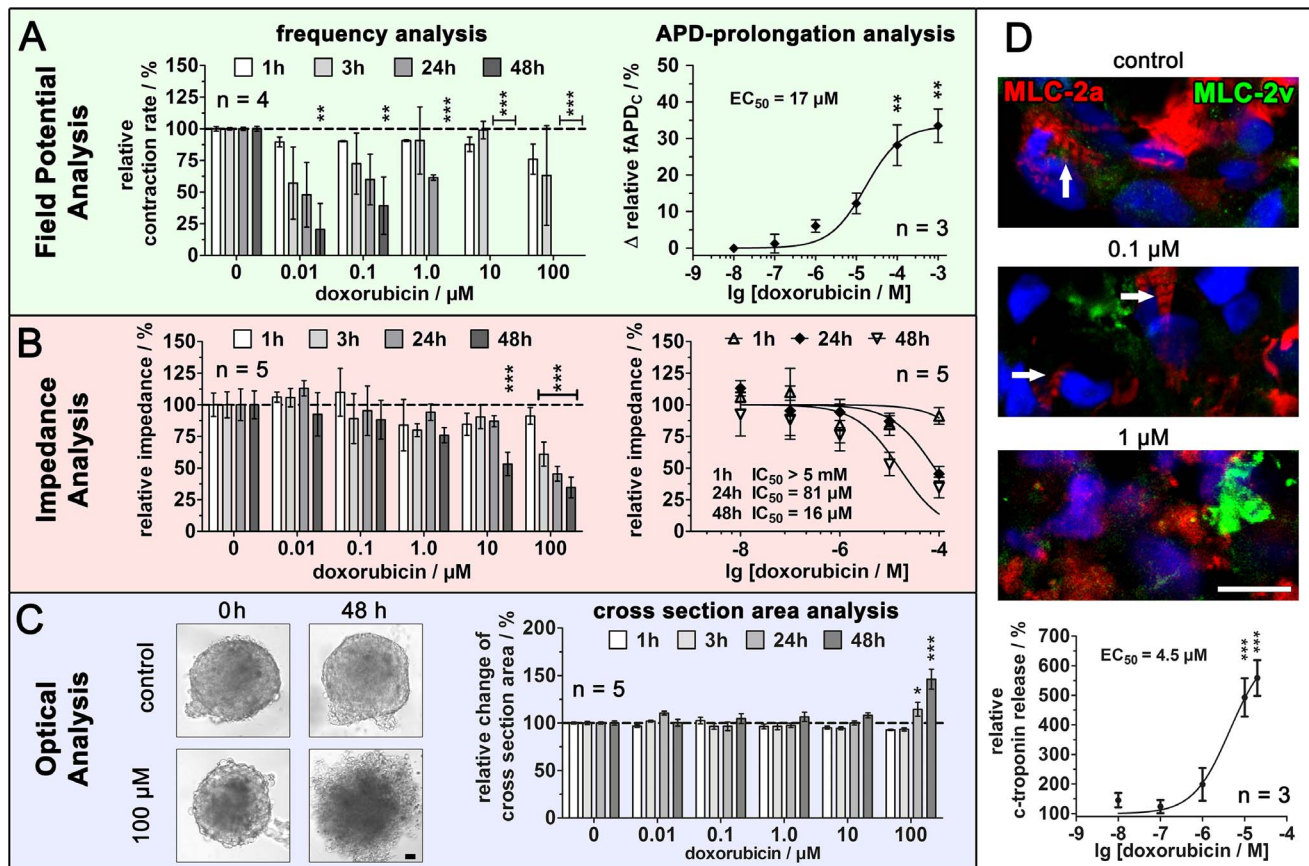 A
Field Potential
Analysis
frequency analysis
1h 3h 24h 48h
n = 4
** ** *** *** ***
relative
contraction rate / %
150
125
100
75
50
25
0
0 0.01 0.1 1.0 10 100
doxorubicin / µM
APD-prolongation analysis
EC50 = 17 µM
** **
n = 3
Δ relative fAPDC / %
50
40
30
20
10
0
-9 -8 -7 -6 -5 -4 -3
lg [doxorubicin / M]
B
Impedance
Analysis
1h 3h 24h 48h
n = 5
*** ***
relative impedance / %
150
125
100
75
50
25
0
0 0.01 0.1 1.0 10 100
doxorubicin / µM
1h 24h 48h
n = 5
relative impedance / %
150
125
100
75
50
25
0
1h IC50 > 5 mM
24h IC50 = 81 µM
48h IC50 = 16 µM
-8 -7 -6 -5 -4
lg [doxorubicin / M]
C
Optical
Analysis
0h 48 h
control
100 µM
cross section area analysis
1h 3h 24h 48h
n = 5
* ***
relative change of
cross section area / %
200
150
100
50
0
0 0.01 0.1 1.0 10 100
doxorubicin / µM
D
control
MLC-2a MLC-2v
0.1 µM
1 µM
EC50 = 4.5 µM
*** ***
n = 3
relative
c-troponin release / %
700
600
500
400
300
200
100
-9 -8 -7 -6 -5 -4
lg [doxorubicin / M]